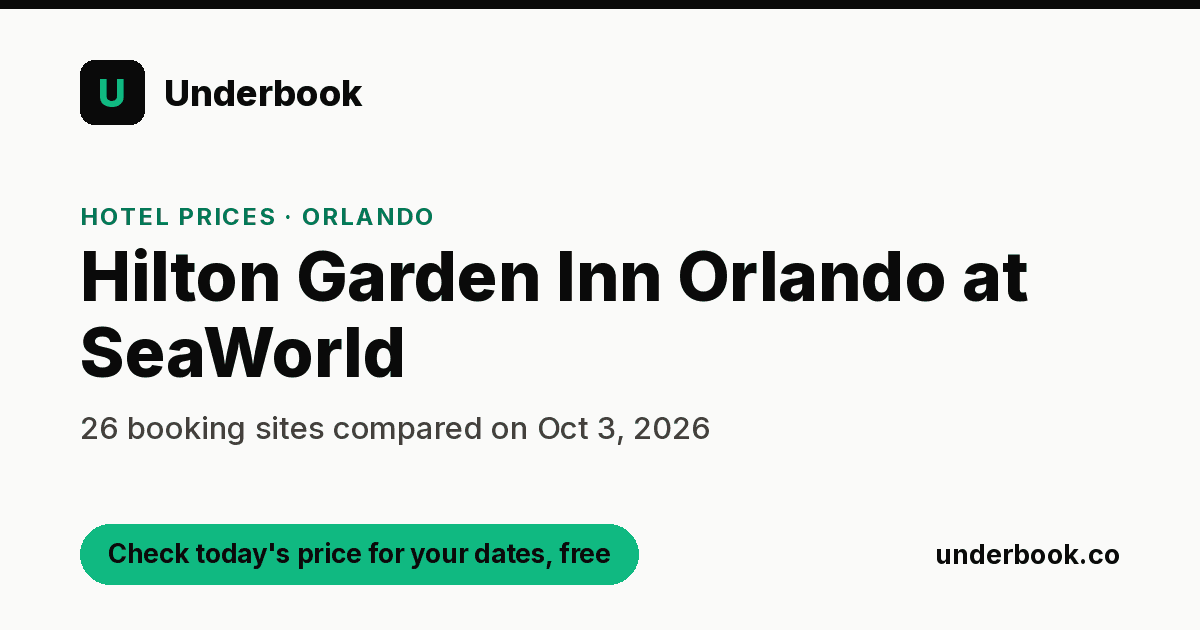 U Underbook
HOTEL PRICES · ORLANDO
Hilton Garden Inn Orlando at
SeaWorld
26 booking sites compared on Oct 3, 2026
Check today's price for your dates, free
underbook.co